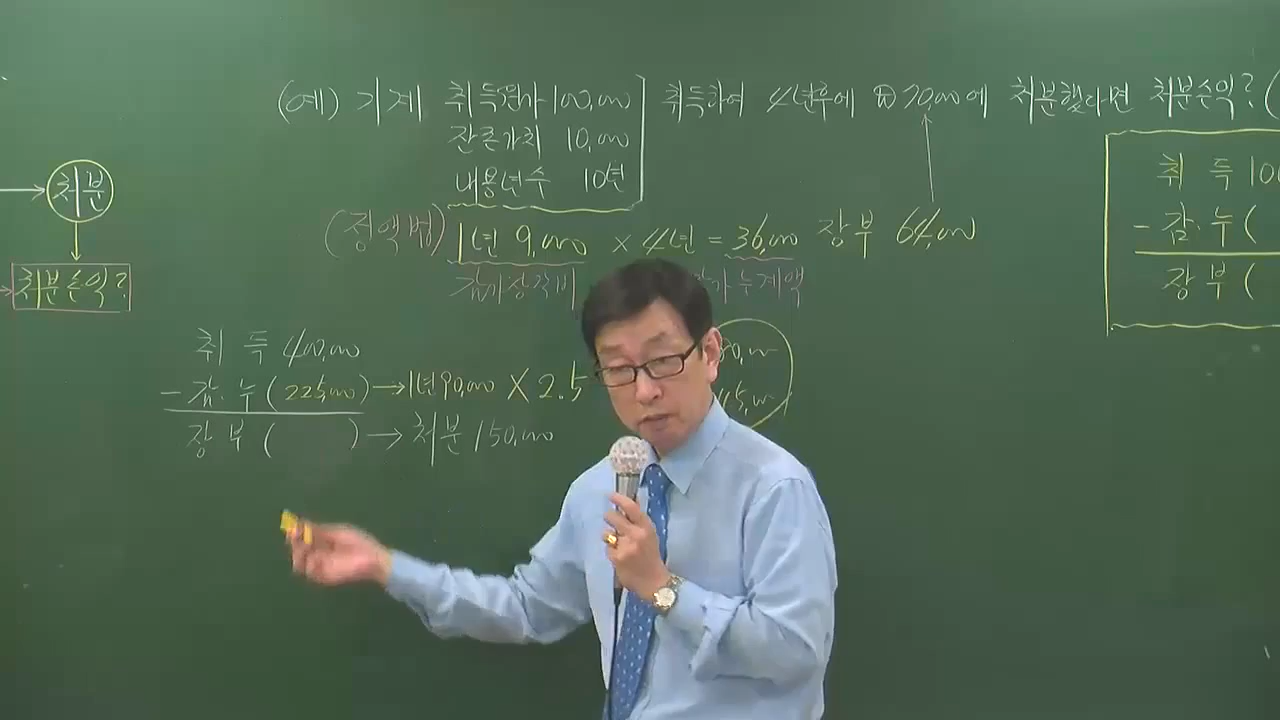 (예) 기계 취득원가 100,000 취득하여 4년후에 ₩70,000에 처분했다면 처분손익? (
잔존가치 10,000
내용년수 10년
(정액법) 1년 9,000 × 4년 = 36,000 장부 64,000
감가상각비 누계액
처분
처분손익?
취득 400,000
- 감.누 (225,000) → 1년 90,000 × 2.5
장부 ( ) → 처분 150,000
취득 100
- 감.누 (
장부 (